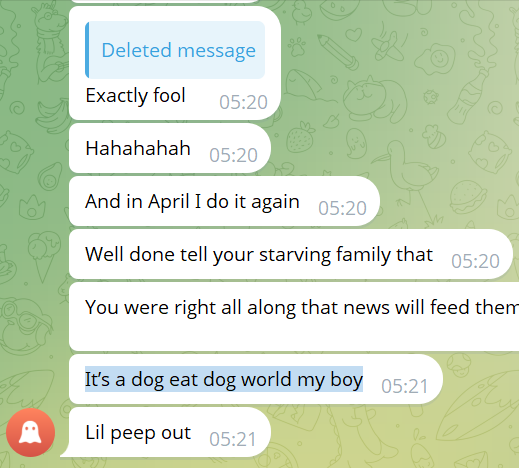 Deleted message
Exactly fool 05:20
Hahahahah 05:20
And in April I do it again 05:20
Well done tell your starving family that 05:20
You were right all along that news will feed them
It’s a dog eat dog world my boy 05:21
Lil peep out 05:21